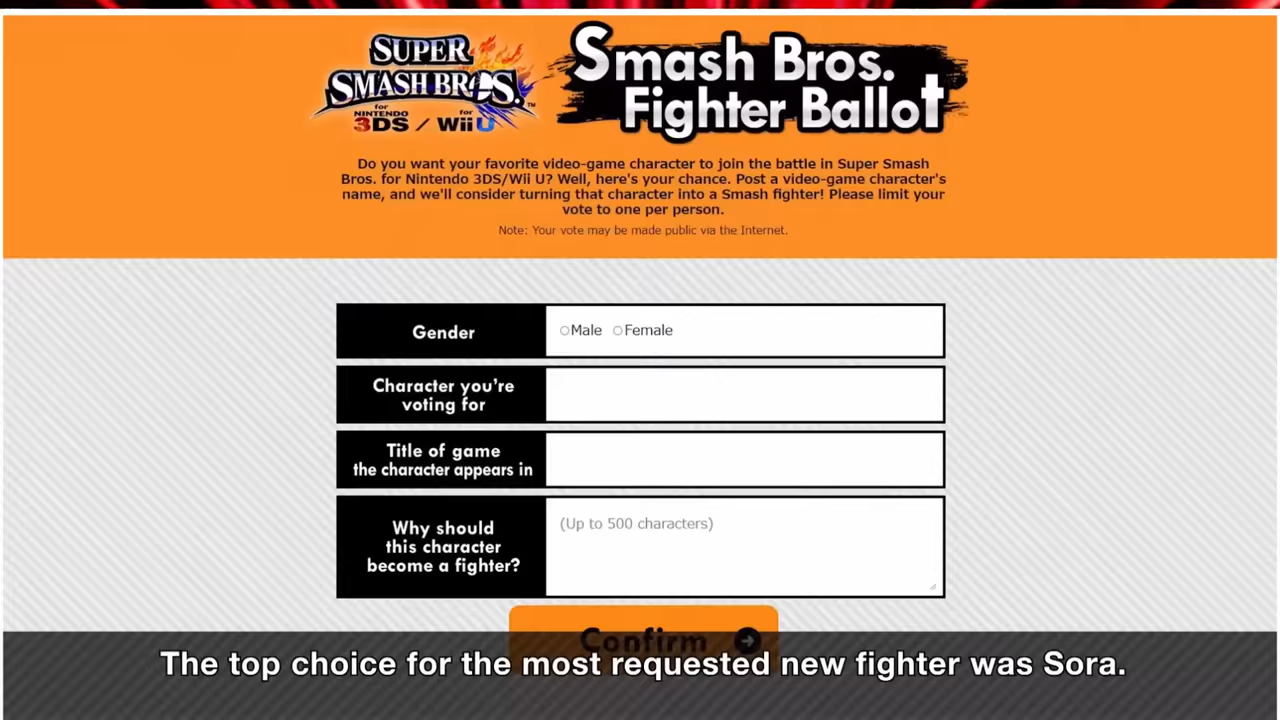 SUPER
SMASH BROS.™
for NINTENDO 3DS / for Wii U
Smash Bros.
Fighter Ballot
Do you want your favorite video-game character to join the battle in Super Smash
Bros. for Nintendo 3DS/Wii U? Well, here's your chance. Post a video-game character's
name, and we'll consider turning that character into a Smash fighter! Please limit your
vote to one per person.
Note: Your vote may be made public via the Internet.
Gender
Male Female
Character you're
voting for
Title of game
the character appears in
Why should
this character
become a fighter?
(Up to 500 characters)
Confirm
The top choice for the most requested new fighter was Sora.